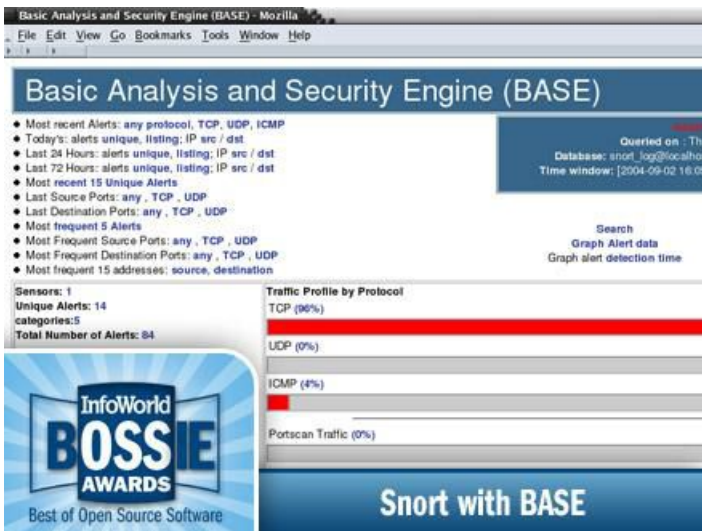 Basic Analysis and Security Engine (BASE) - Mozilla
File Edit View Go Bookmarks Tools Window Help
Basic Analysis and Security Engine (BASE)
Most recent Alerts: any protocol, TCP, UDP, ICMP
Today's: alerts unique, listing; IP src / dst
Last 24 Hours: alerts unique, listing; IP src / dst
Last 72 Hours: alerts unique, listing; IP src / dst
Most recent 15 Unique Alerts
Last Source Ports: any , TCP , UDP
Last Destination Ports: any , TCP , UDP
Most frequent 5 Alerts
Most Frequent Source Ports: any , TCP , UDP
Most Frequent Destination Ports: any , TCP , UDP
Most frequent 15 addresses: source, destination
Queried on : Th
Database: snort_log@localho
Time window: [2004-09-02 16:05
Search
Graph Alert data
Graph alert detection time
Sensors: 1
Unique Alerts: 14
categories:5
Total Number of Alerts: 84
Traffic Profile by Protocol
TCP (96%)
UDP (0%)
ICMP (4%)
Portscan Traffic (0%)
InfoWorld
BOSSIE
AWARDS
Best of Open Source Software
Snort with BASE